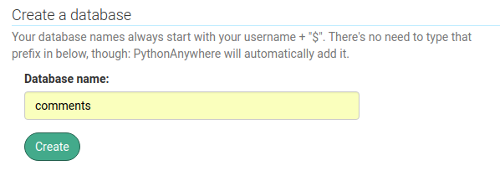 Create a database
Your database names always start with your username + "$". There's no need to type that
prefix in below, though: PythonAnywhere will automatically add it.
Database name:
comments
Create